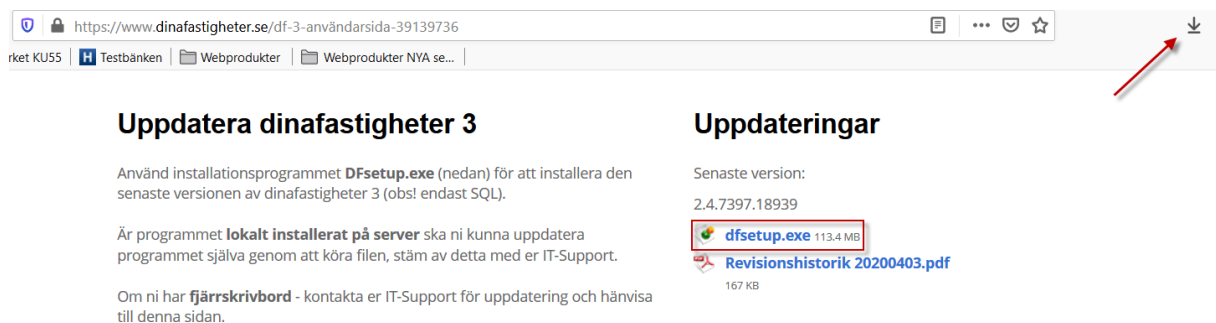 https://www.dinafastigheter.se/df-3-användarsida-39139736
rket KU55 H Testbänken Webprodukter Webprodukter NYA se...
Uppdatera dinafastigheter 3
Använd installationsprogrammet DFsetup.exe (nedan) för att installera den
senaste versionen av dinafastigheter 3 (obs! endast SQL).
Är programmet lokalt installerat på server ska ni kunna uppdatera
programmet själva genom att köra filen, stäm av detta med er IT-Support.
Om ni har fjärrskrivbord - kontakta er IT-Support för uppdatering och hänvisa
till denna sidan.
Uppdateringar
Senaste version:
2.4.7397.18939
dfsetup.exe 113.4 MB
Revisionshistorik 20200403.pdf
167 KB